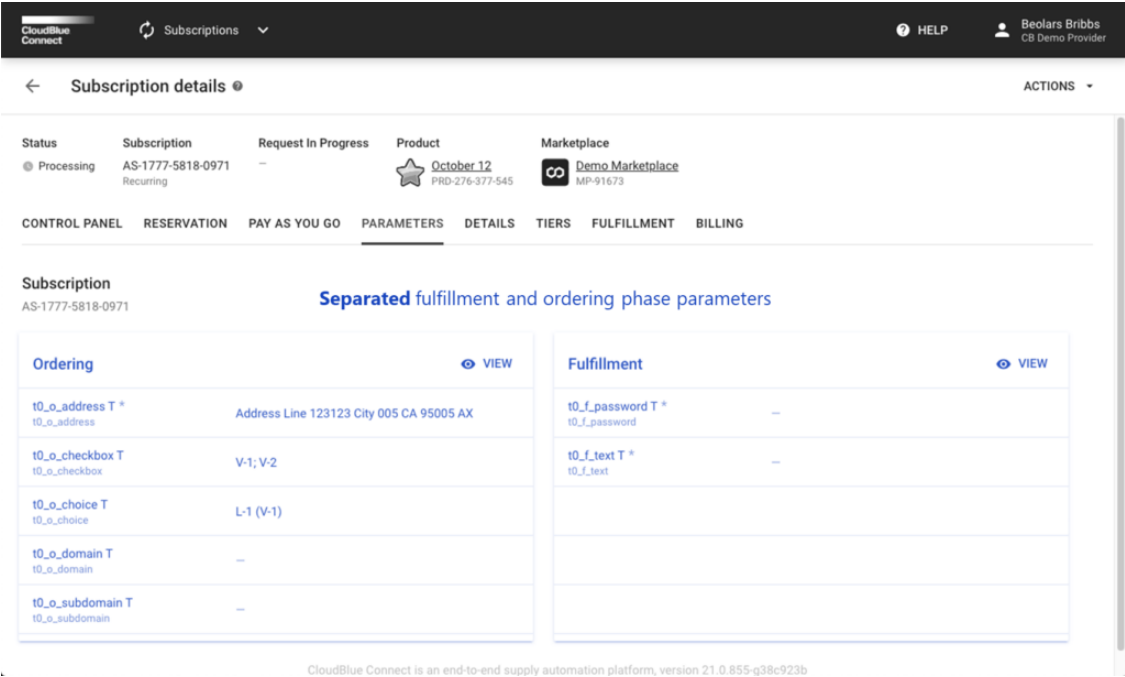 CloudBlue
Connect
Subscriptions
HELP
Beolars Bribbs
CB Demo Provider
Subscription details
ACTIONS
Status
Subscription
Request In Progress
Product
Marketplace
Processing
AS-1777-5818-0971
Recurring
—
October 12
PRD-276-377-545
Demo Marketplace
MP-91673
CONTROL PANEL RESERVATION PAY AS YOU GO PARAMETERS DETAILS TIERS FULFILLMENT BILLING
Subscription
AS-1777-5818-0971
Separated fulfillment and ordering phase parameters
Ordering
VIEW
t0_o_address T *
t0_o_address
Address Line 123123 City 005 CA 95005 AX
t0_o_checkbox T
t0_o_checkbox
V-1; V-2
t0_o_choice T
t0_o_choice
L-1 (V-1)
t0_o_domain T
t0_o_domain
—
t0_o_subdomain T
t0_o_subdomain
—
Fulfillment
VIEW
t0_f_password T *
t0_f_password
—
t0_f_text T *
t0_f_text
—
CloudBlue Connect is an end-to-end supply automation platform, version 21.0.855-g38c923b